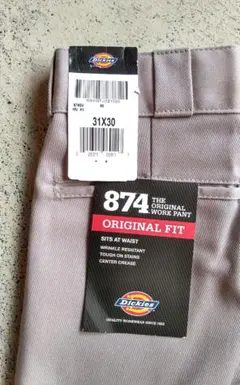 Dickies
31X30
874 THE ORIGINAL WORK PANT
ORIGINAL FIT
SITS AT WAIST
WRINKLE RESISTANT
TOUGH ON STAINS
CENTER CREASE
Dickies
QUALITY WORKWEAR SINCE 1922